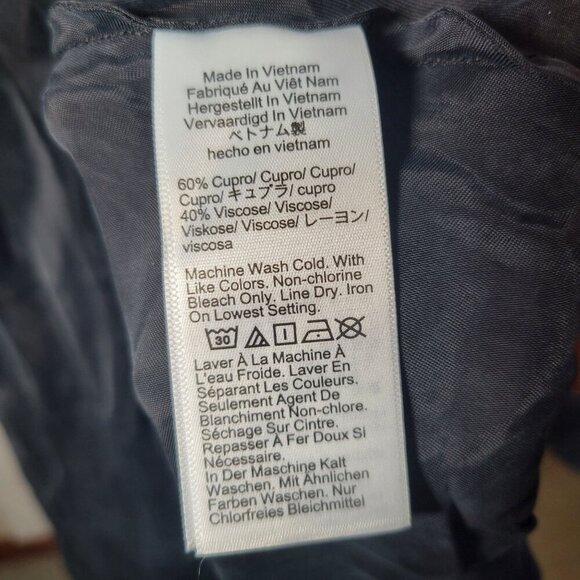 Made In Vietnam
Fabriqué Au Viêt Nam
Hergestellt In Vietnam
Vervaardigd In Vietnam
ベトナム製
hecho en vietnam
60% Cupro/ Cupro/ Cupro/
Cupro/ キュプラ/ cupro
40% Viscose/ Viscose/
Viskose/ Viscose/ レーヨン/
viscosa
Machine Wash Cold. With
Like Colors, Non-chlorine
Bleach Only. Line Dry. Iron
On Lowest Setting.
30
Laver À La Machine À
L'eau Froide. Laver En
Séparant Les Couleurs.
Seulement Agent De
Blanchiment Non-chlore.
Séchage Sur Cintre.
Repasser À Fer Doux Si
Nécessaire.
In Der Maschine Kalt
Waschen. Mit Ähnlichen
Farben Waschen. Nur
Chlorfreies Bleichmittel